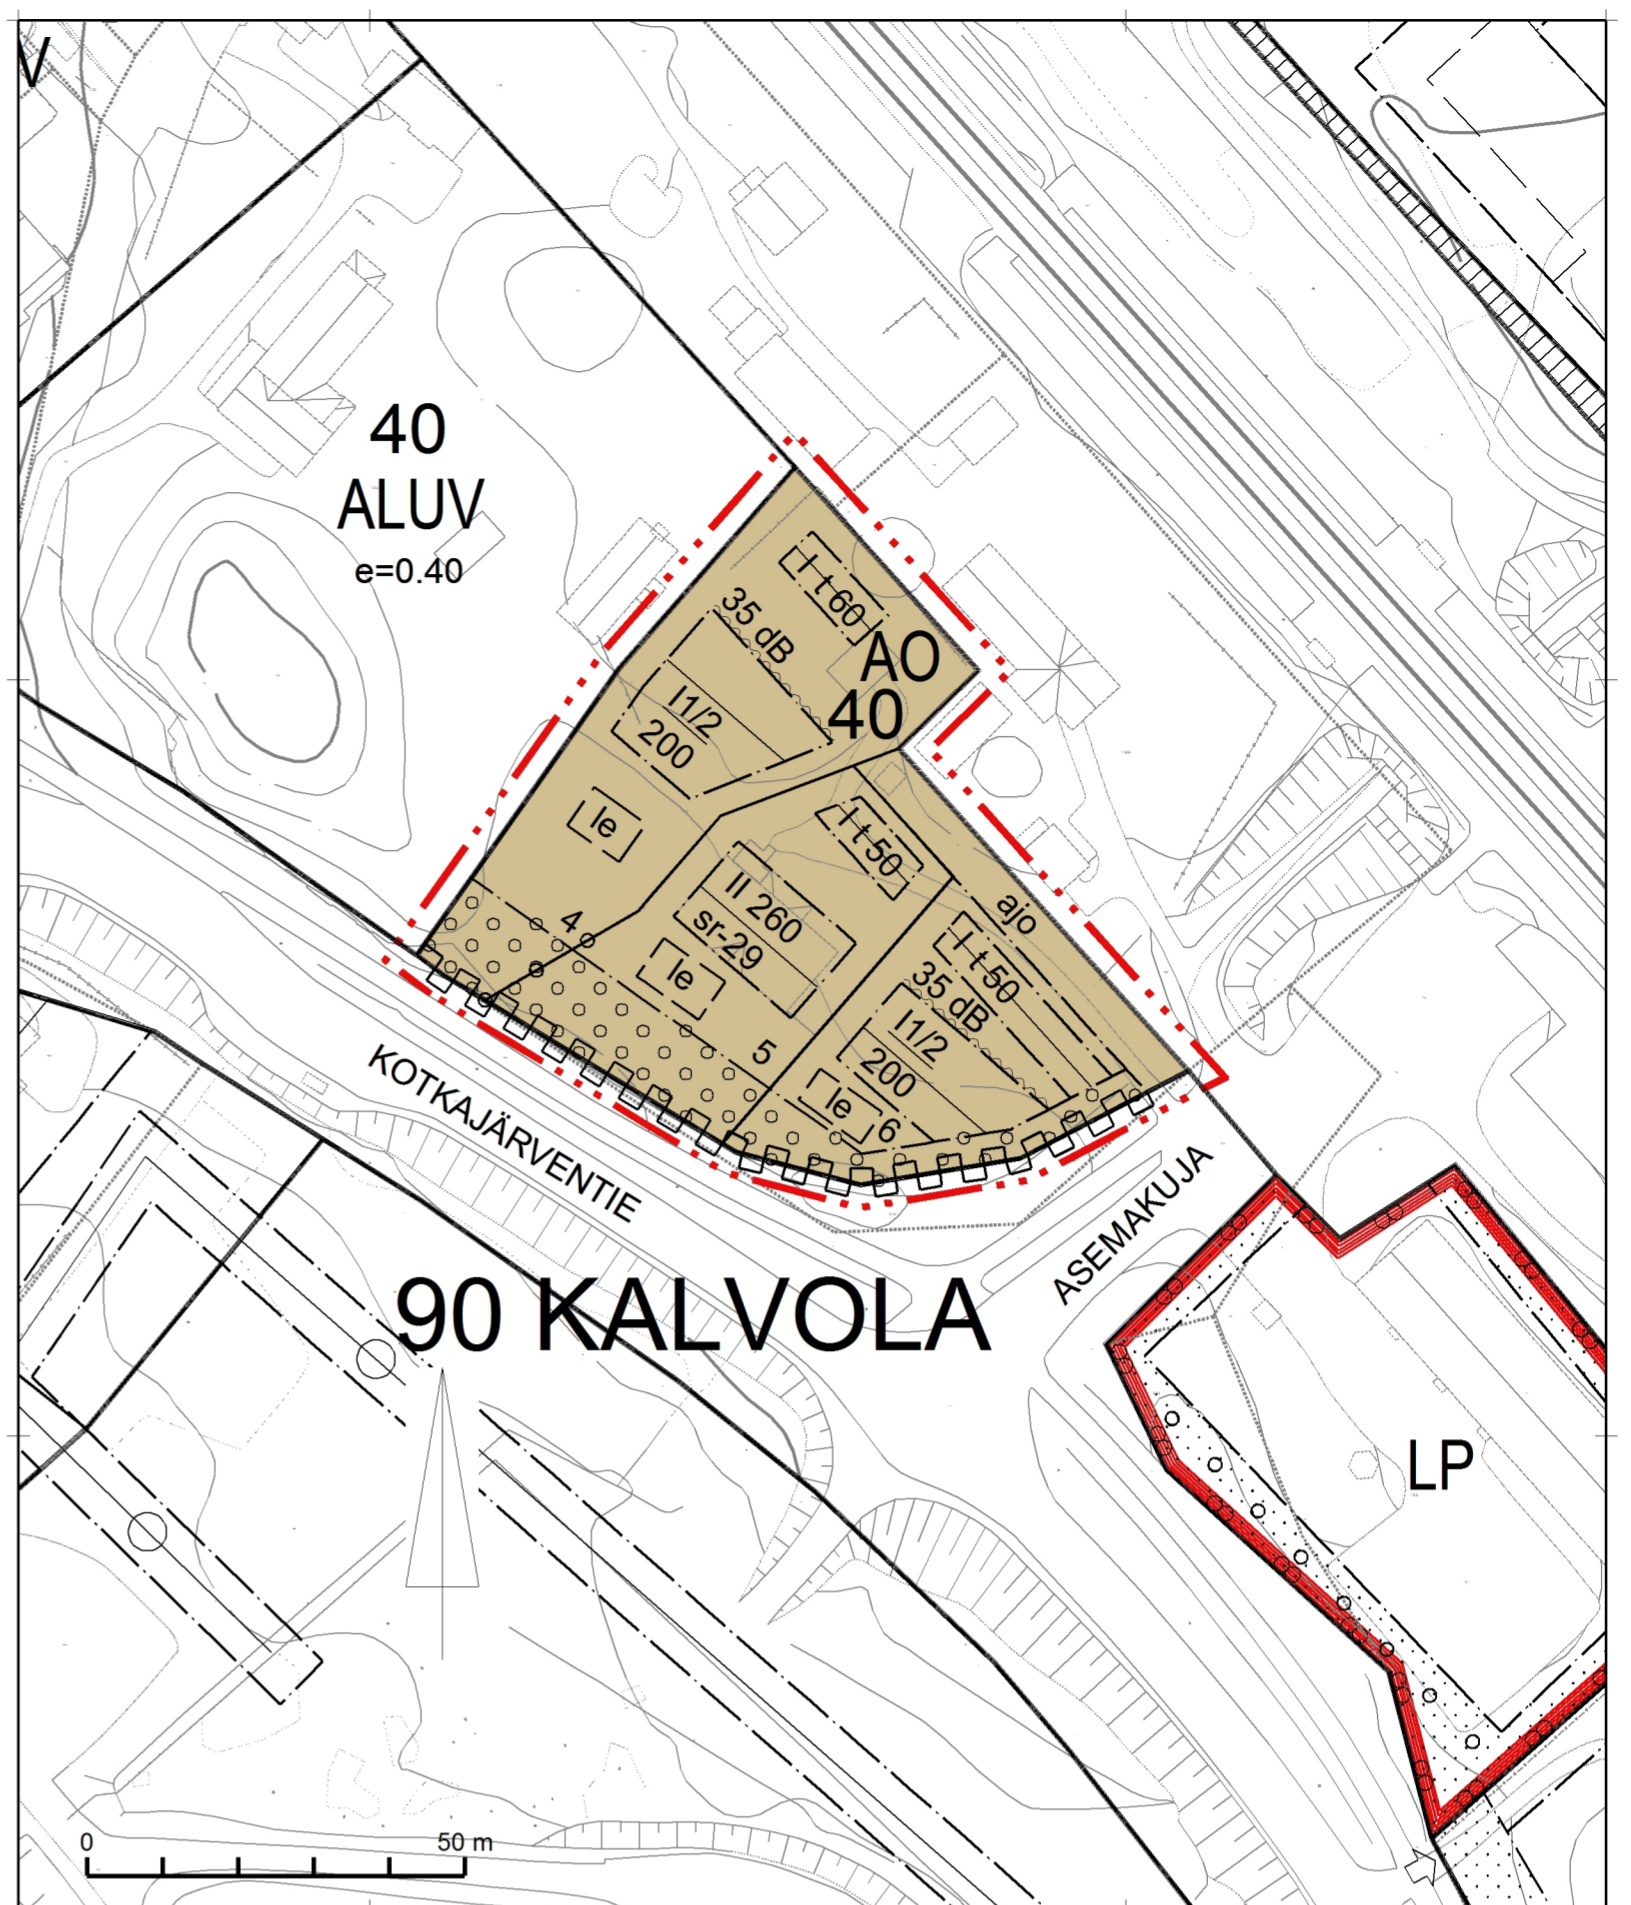 V
40
ALUV
e=0.40
I t 60
35 dB
AO
40
I1/2
200
le
I t 50
ajo
4
II 260
sr-29
le
I t 50
35 dB
I1/2
200
5
le
6
KOTKAJÄRVENTIE
ASEMAKUJA
90 KALVOLA
LP
0
50 m